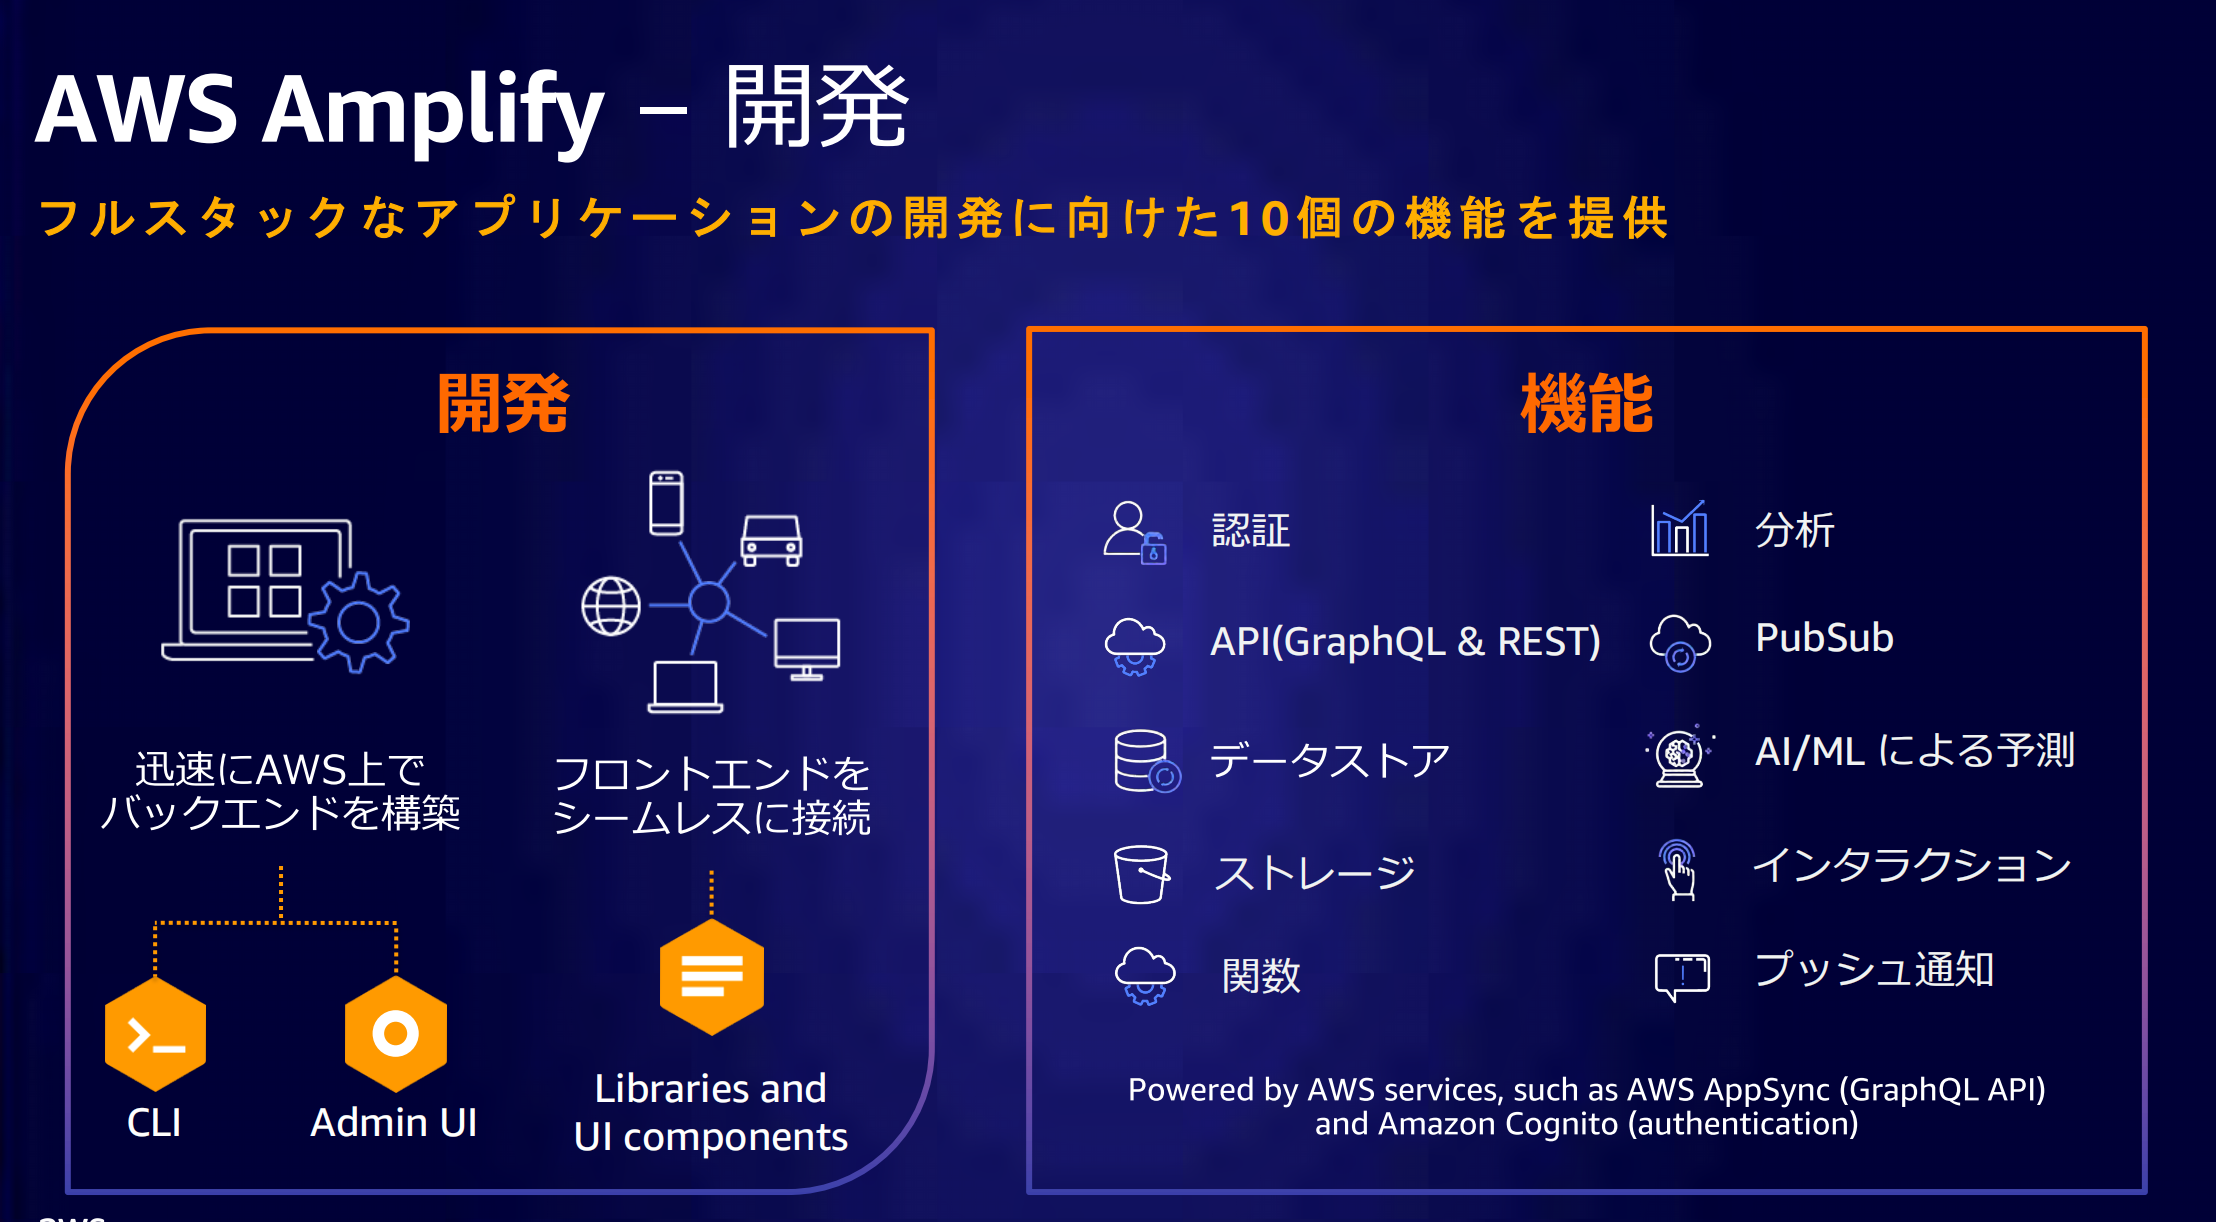 AWS Amplify – 開発
フルスタックなアプリケーションの開発に向けた10個の機能を提供
開発
迅速にAWS上で
バックエンドを構築
フロントエンドを
シームレスに接続
CLI
Admin UI
Libraries and
UI components
機能
認証
API(GraphQL & REST)
データストア
ストレージ
関数
分析
PubSub
AI/ML による予測
インタラクション
プッシュ通知
Powered by AWS services, such as AWS AppSync (GraphQL API)
and Amazon Cognito (authentication)
aws